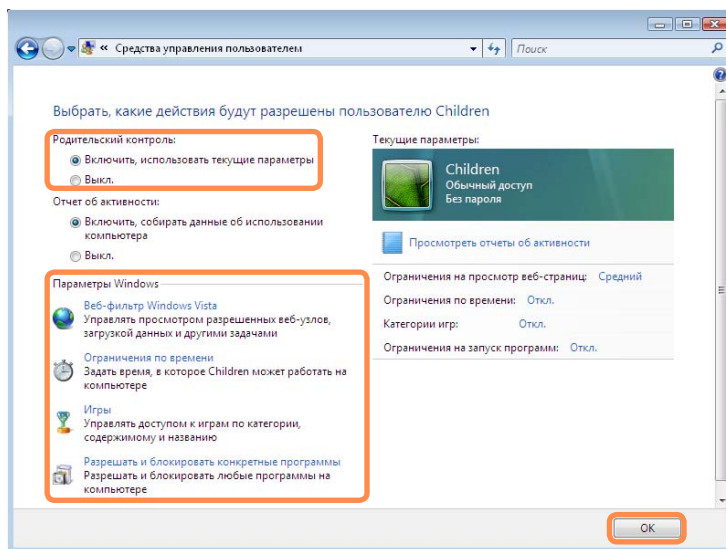 « Средства управления пользователем
Поиск
Выбрать, какие действия будут разрешены пользователю Children
Родительский контроль:
Включить, использовать текущие параметры
Выкл.
Отчет об активности:
Включить, собирать данные об использовании
компьютера
Выкл.
Параметры Windows
Веб-фильтр Windows Vista
Управлять просмотром разрешенных веб-узлов,
загрузкой данных и другими задачами
Ограничения по времени
Задать время, в которое Children может работать на
компьютере
Игры
Управлять доступом к играм по категории,
содержимому и названию
Разрешать и блокировать конкретные программы
Разрешать и блокировать любые программы на
компьютере
Текущие параметры:
Children
Обычный доступ
Без пароля
Просмотреть отчеты об активности
Ограничения на просмотр веб-страниц: Средний
Ограничения по времени: Откл.
Категории игр: Откл.
Ограничения на запуск программ: Откл.
ОК